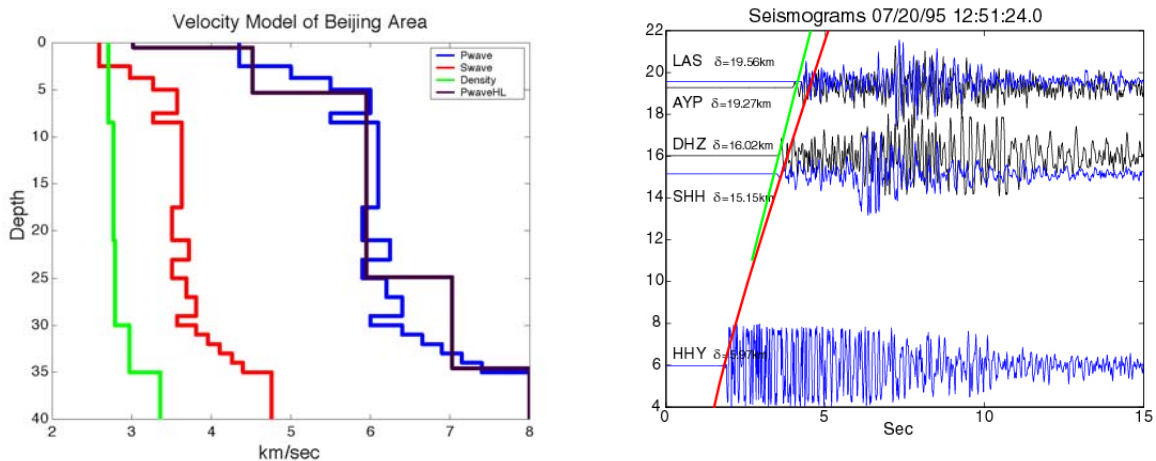 Velocity Model of Beijing Area
0
5
10
15
20
25
30
35
40
Depth
2
3
4
5
6
7
8
km/sec
Pwave
Swave
Density
PwaveHL
Seismograms 07/20/95 12:51:24.0
22
20
18
16
14
12
10
8
6
4
LAS δ=19.56km
AYP δ=19.27km
DHZ δ=16.02km
SHH δ=15.15km
HHY δ=5.97km
0
5
10
15
Sec